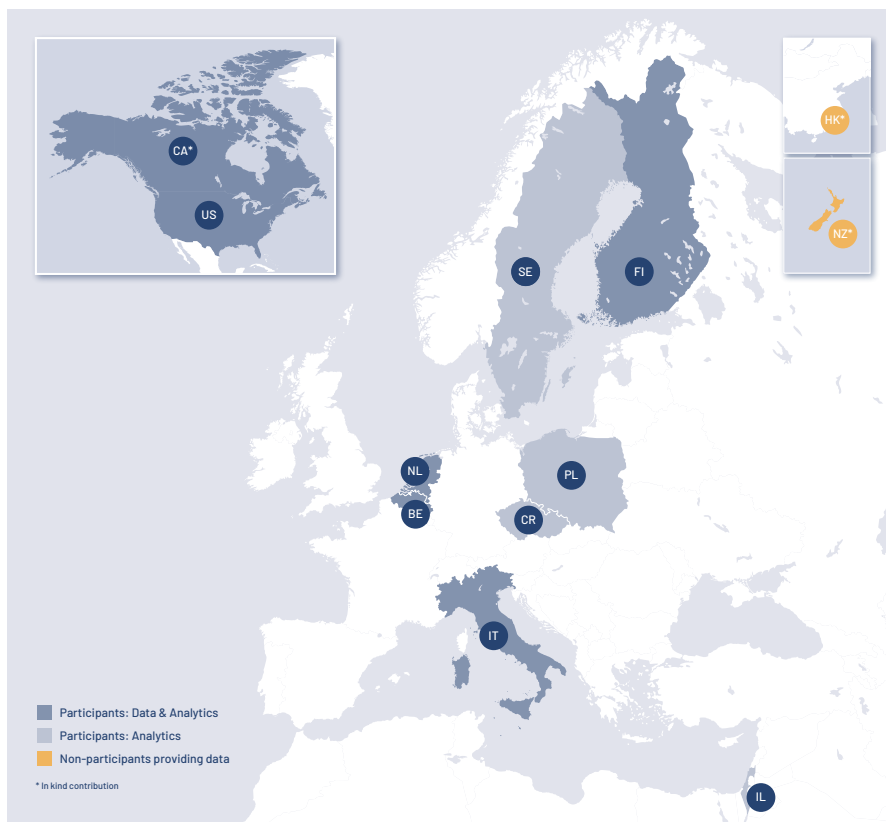 CA*
US
HK*
NZ*
SE
FI
NL
BE
PL
CR
IT
IL
Participants: Data & Analytics
Participants: Analytics
Non-participants providing data
* In kind contribution